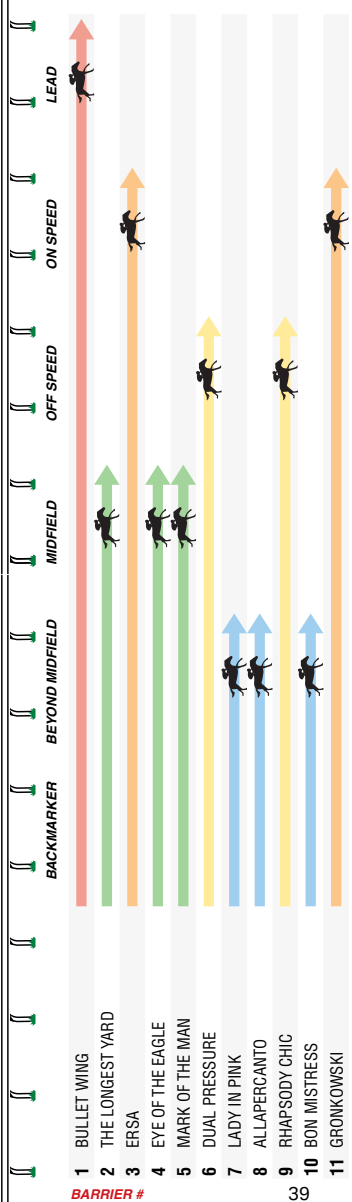 BACKMARKER BEYOND MIDFIELD MIDFIELD OFF SPEED ON SPEED LEAD
1 BULLET WING
2 THE LONGEST YARD
3 ERSA
4 EYE OF THE EAGLE
5 MARK OF THE MAN
6 DUAL PRESSURE
7 LADY IN PINK
8 ALLAPERCANTO
9 RHAPSODY CHIC
10 BON MISTRESS
11 GRONKOWSKI
BARRIER #
39